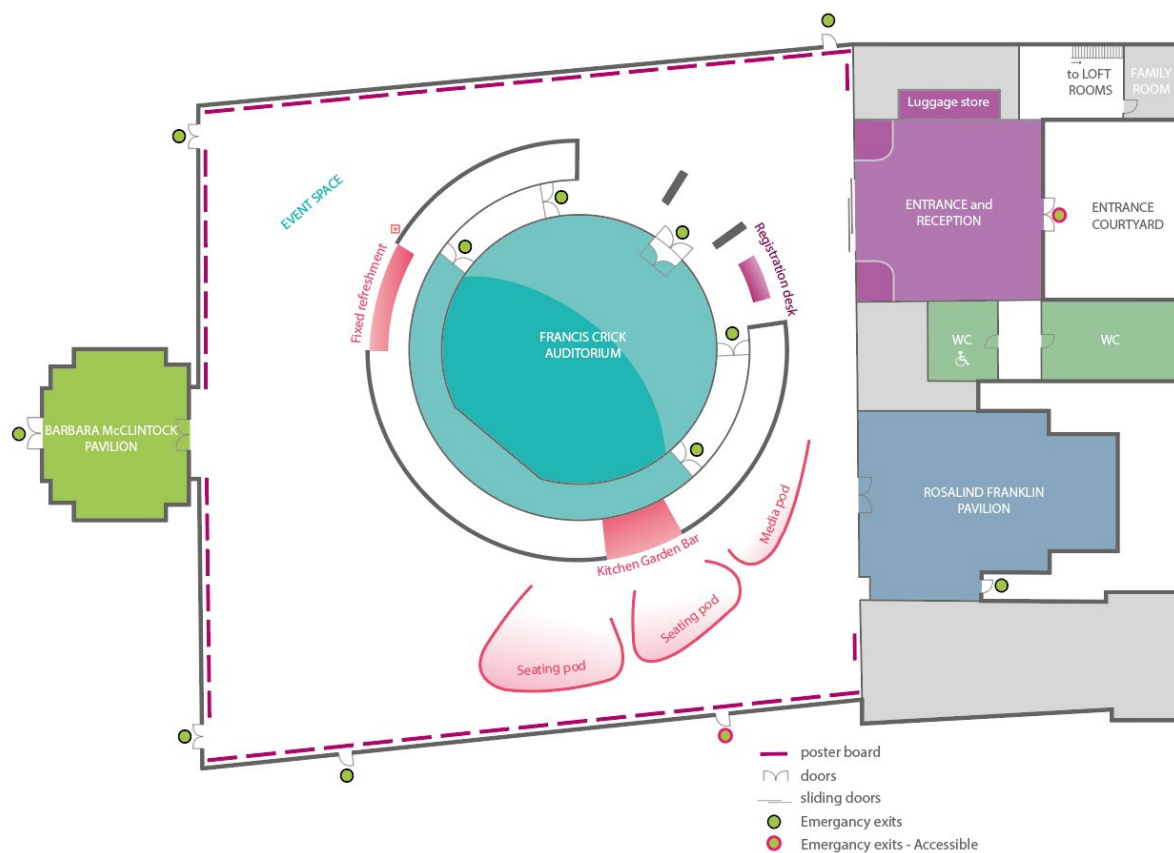 to LOFT
ROOMS
FAMILY
ROOM
Luggage store
EVENT SPACE
ENTRANCE and
RECEPTION
ENTRANCE
COURTYARD
Registration desk
Fixed refreshment
FRANCIS CRICK
AUDITORIUM
WC
WC
BARBARA McCLINTOCK
PAVILION
ROSALIND FRANKLIN
PAVILION
Media pod
Kitchen Garden Bar
Seating pod
Seating pod
poster board
doors
sliding doors
Emergancy exits
Emergancy exits - Accessible